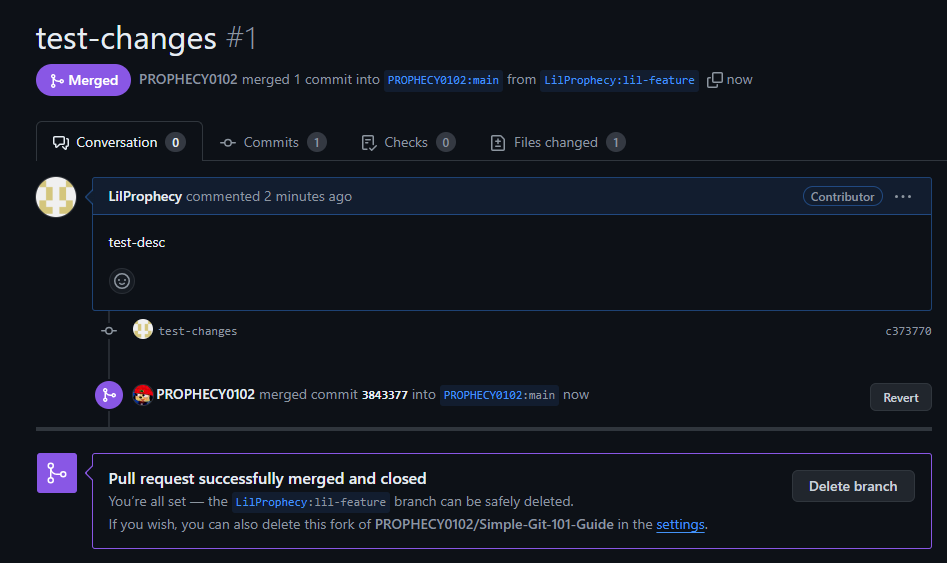 test-changes #1
Merged PROPHECY0102 merged 1 commit into PROPHECY0102:main from LilProphecy:lil-feature now
Conversation 0 Commits 1 Checks 0 Files changed 1
LilProphecy commented 2 minutes ago Contributor ...
test-desc
test-changes c373770
PROPHECY0102 merged commit 3843377 into PROPHECY0102:main now Revert
Pull request successfully merged and closed
You're all set — the LilProphecy:lil-feature branch can be safely deleted. Delete branch
If you wish, you can also delete this fork of PROPHECY0102/Simple-Git-101-Guide in the settings.